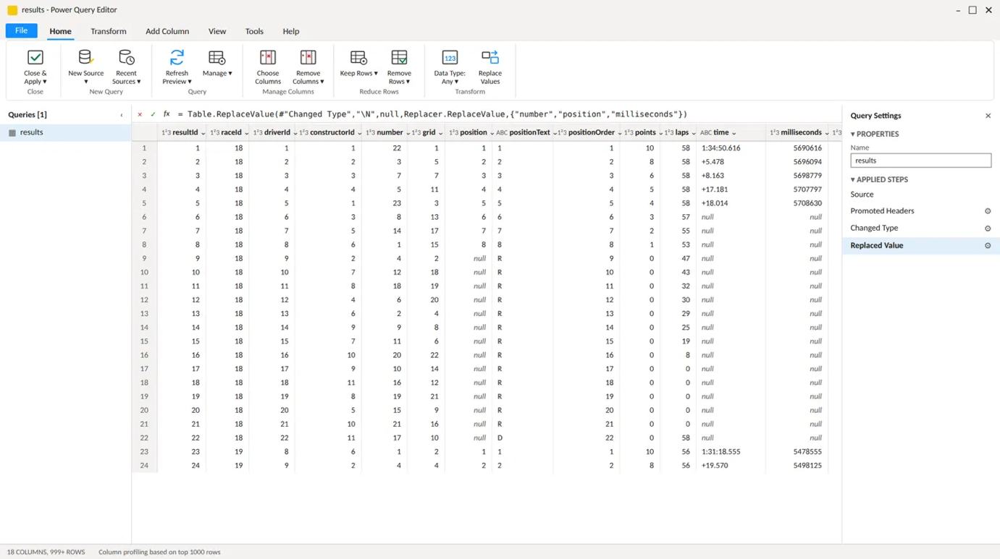 results - Power Query Editor
File Home Transform Add Column View Tools Help
Close & Apply ▾ New Source ▾ Recent Sources ▾ Refresh Preview ▾ Manage ▾ Choose Columns Remove Columns ▾ Keep Rows ▾ Remove Rows ▾ Data Type: Any ▾ Replace Values
Close New Query Query Manage Columns Reduce Rows Transform
Queries [1]
results
fx = Table.ReplaceValue(#"Changed Type","\N",null,Replacer.ReplaceValue,{"number","position","milliseconds"})
1²3 resultId 1²3 raceId 1²3 driverId 1²3 constructorId 1²3 number 1²3 grid 1²3 position ABC positionText 1²3 positionOrder 1²3 points 1²3 laps ABC time 1²3 milliseconds 1²3
1 1 18 1 1 22 1 1 1 1 10 58 1:34:50.616 5690616
2 2 18 2 2 3 5 2 2 2 8 58 +5.478 5696094
3 3 18 3 3 7 7 3 3 3 6 58 +8.163 5698779
4 4 18 4 4 5 11 4 4 4 5 58 +17.181 5707797
5 5 18 5 1 23 3 5 5 5 4 58 +18.014 5708630
6 6 18 6 3 8 13 6 6 6 3 57 null null
7 7 18 7 5 14 17 7 7 7 2 55 null null
8 8 18 8 6 1 15 8 8 8 1 53 null null
9 9 18 9 2 4 2 null R 9 0 47 null null
10 10 18 10 7 12 18 null R 10 0 43 null null
11 11 18 11 8 18 19 null R 11 0 32 null null
12 12 18 12 4 6 20 null R 12 0 30 null null
13 13 18 13 6 2 4 null R 13 0 29 null null
14 14 18 14 9 9 8 null R 14 0 25 null null
15 15 18 15 7 11 6 null R 15 0 19 null null
16 16 18 16 10 20 22 null R 16 0 8 null null
17 17 18 17 9 10 14 null R 17 0 0 null null
18 18 18 18 11 16 12 null R 18 0 0 null null
19 19 18 19 8 19 21 null R 19 0 0 null null
20 20 18 20 5 15 9 null R 20 0 0 null null
21 21 18 21 10 21 16 null R 21 0 0 null null
22 22 18 22 11 17 10 null D 22 0 58 null null
23 23 19 8 6 1 2 1 1 1 10 56 1:31:18.555 5478555
24 24 19 9 2 4 4 2 2 2 8 56 +19.570 5498125
Query Settings
▾ PROPERTIES
Name
results
▾ APPLIED STEPS
Source
Promoted Headers
Changed Type
Replaced Value
18 COLUMNS, 999+ ROWS Column profiling based on top 1000 rows